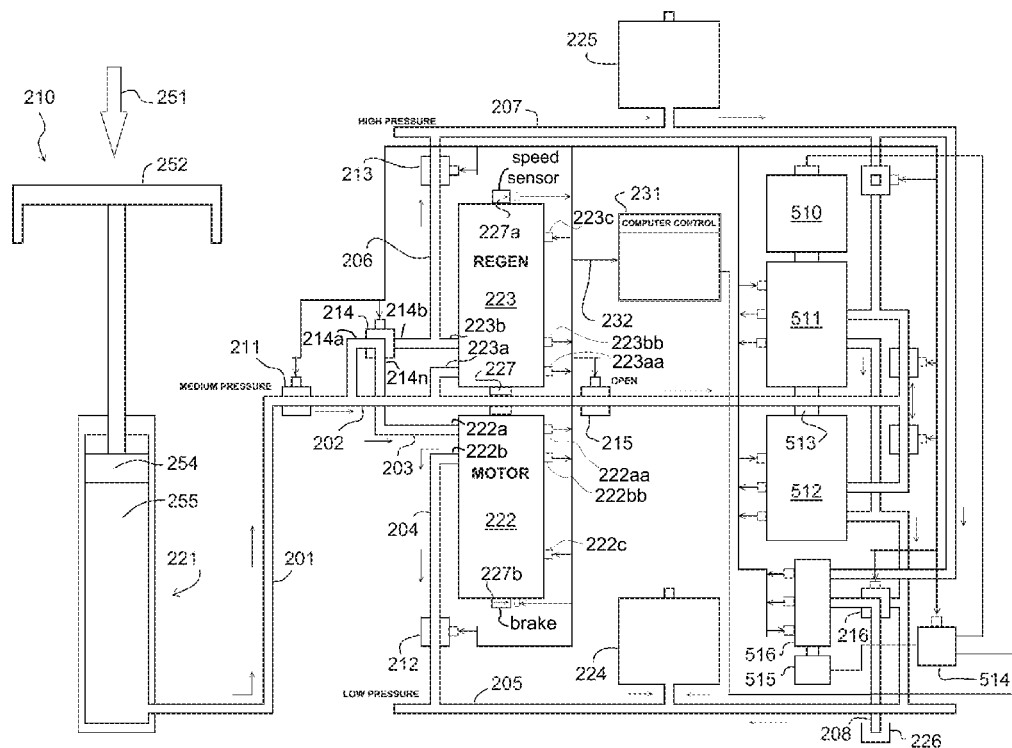 225
251
210
207
HIGH PRESSURE
252
speed
sensor
213
231
227a
223c
COMPUTER CONTROL
510
206
REGEN
214
214b
223
232
511
214a
223b
223bb
211
223a
223aa
214n
227
OPEN
MEDIUM PRESSURE
202
222a
215
513
203
222b
222aa
254
MOTOR
222bb
512
255
204
222
221
201
222c
227b
brake
212
224
516
216
515
514
LOW PRESSURE
205
208
226